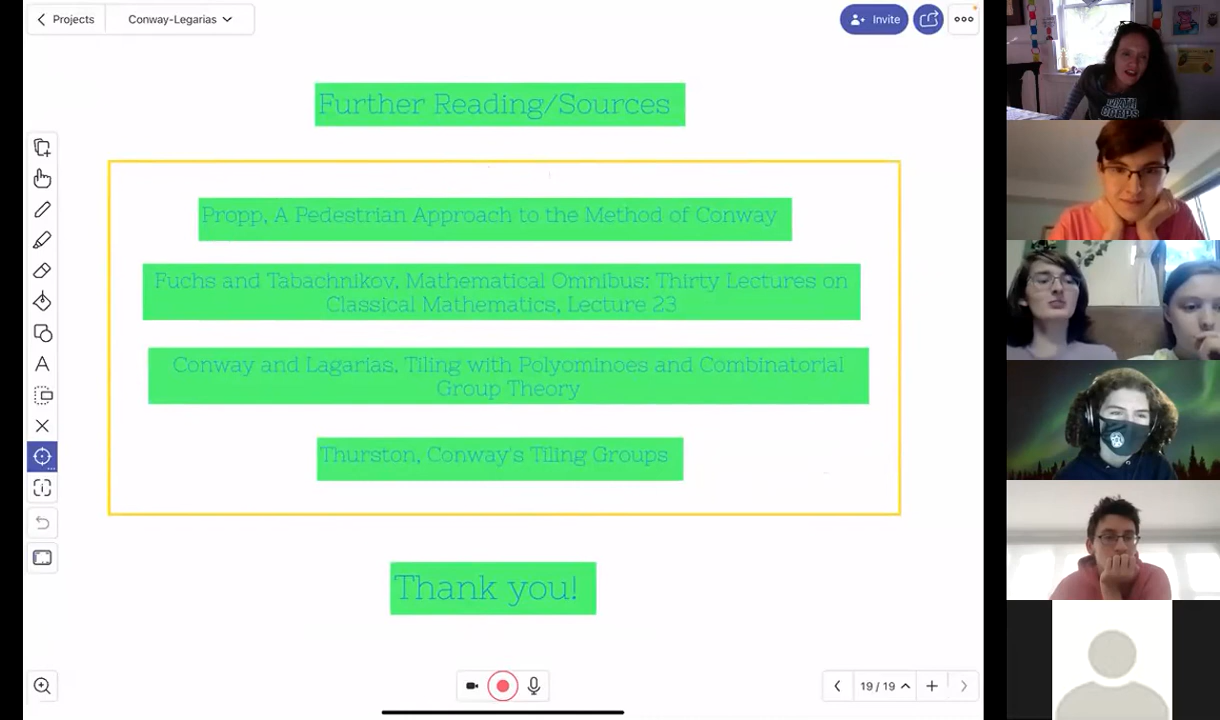 Projects
Conway-Legarias
Invite
Further Reading/Sources
Propp, A Pedestrian Approach to the Method of Conway
Fuchs and Tabachnikov, Mathematical Omnibus: Thirty Lectures on
Classical Mathematics, Lecture 23
Conway and Lagarias, Tiling with Polyominoes and Combinatorial
Group Theory
Thurston, Conway's Tiling Groups
Thank you!
19 / 19
MATH
CORPS